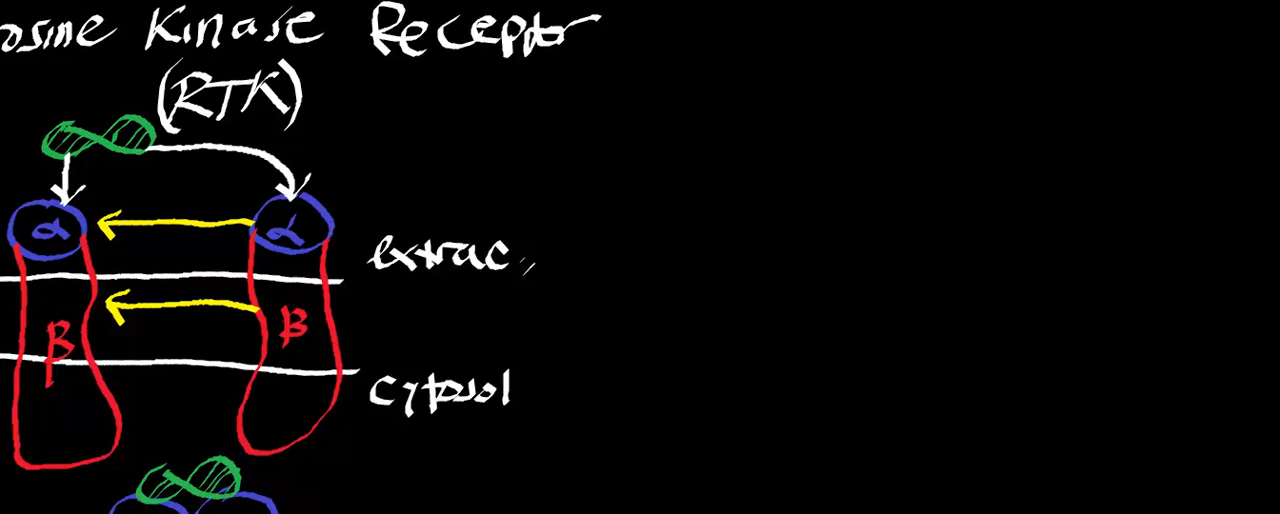 osine Kinase Receptor
(RTK)
α α
extrac
β β
cytosol